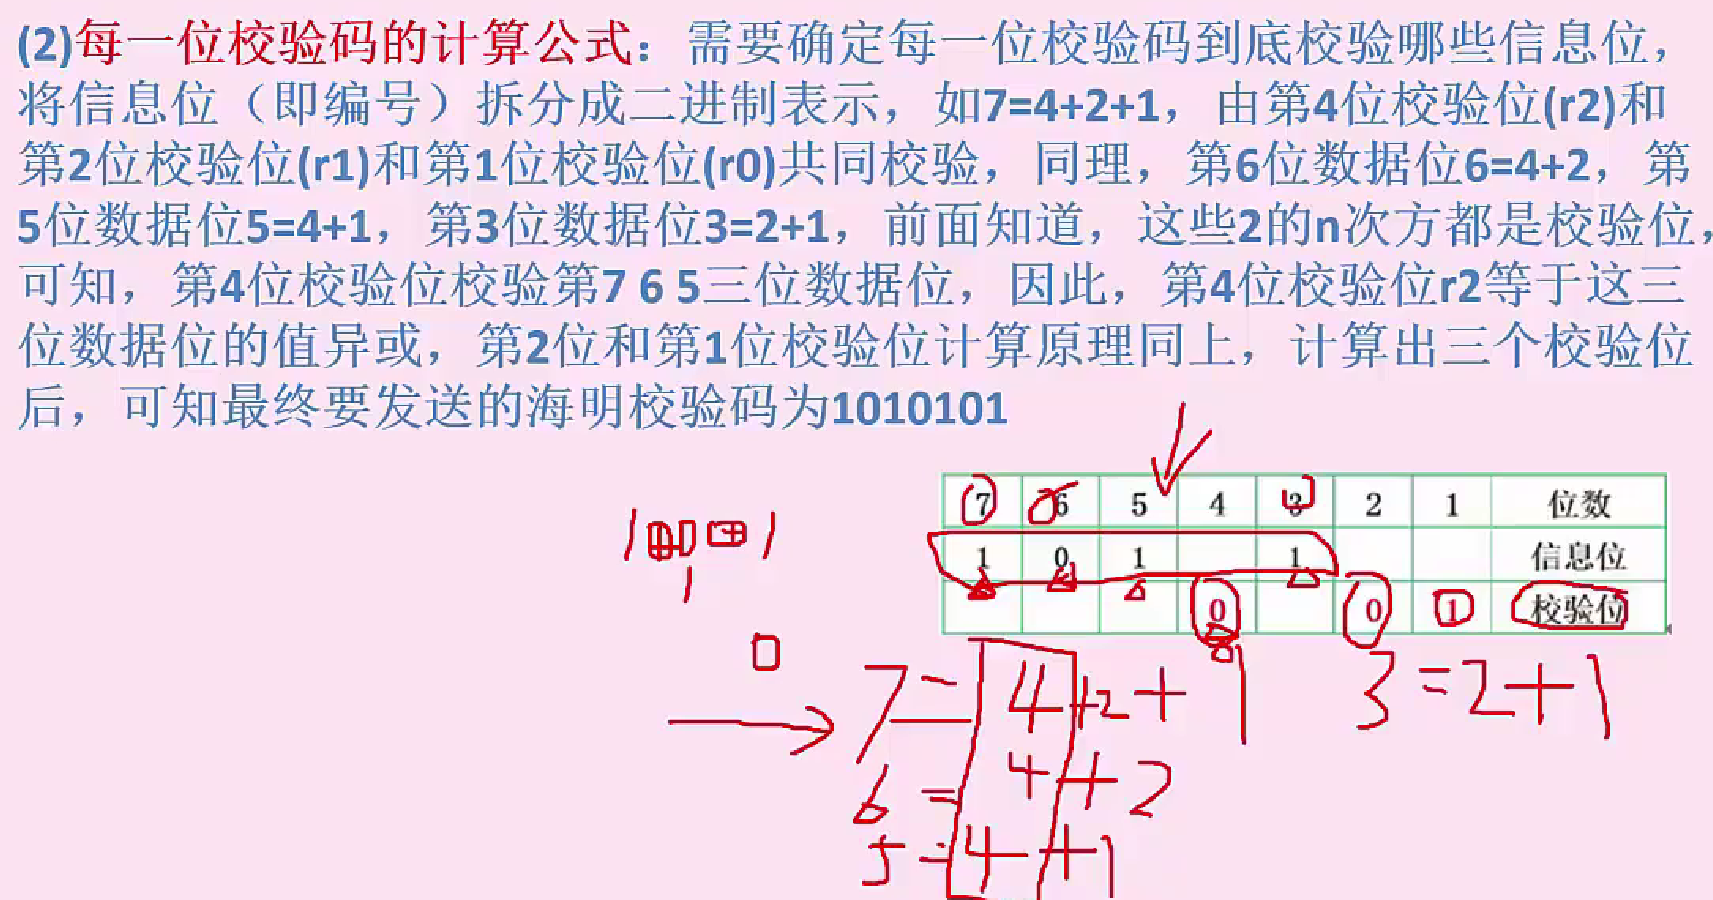 (2)每一位校验码的计算公式：需要确定每一位校验码到底校验哪些信息位，
将信息位（即编号）拆分成二进制表示，如7=4+2+1，由第4位校验位(r2)和
第2位校验位(r1)和第1位校验位(r0)共同校验，同理，第6位数据位6=4+2，第
5位数据位5=4+1，第3位数据位3=2+1，前面知道，这些2的n次方都是校验位，
可知，第4位校验位校验第7 6 5三位数据位，因此，第4位校验位r2等于这三
位数据位的值异或，第2位和第1位校验位计算原理同上，计算出三个校验位
后，可知最终要发送的海明校验码为1010101
7 6 5 4 3 2 1 位数
1 0 1 1 信息位
0 0 1 校验位
1⊕0⊕1
1
0
7=4+2+1 3=2+1
6=4+2
5=4+1